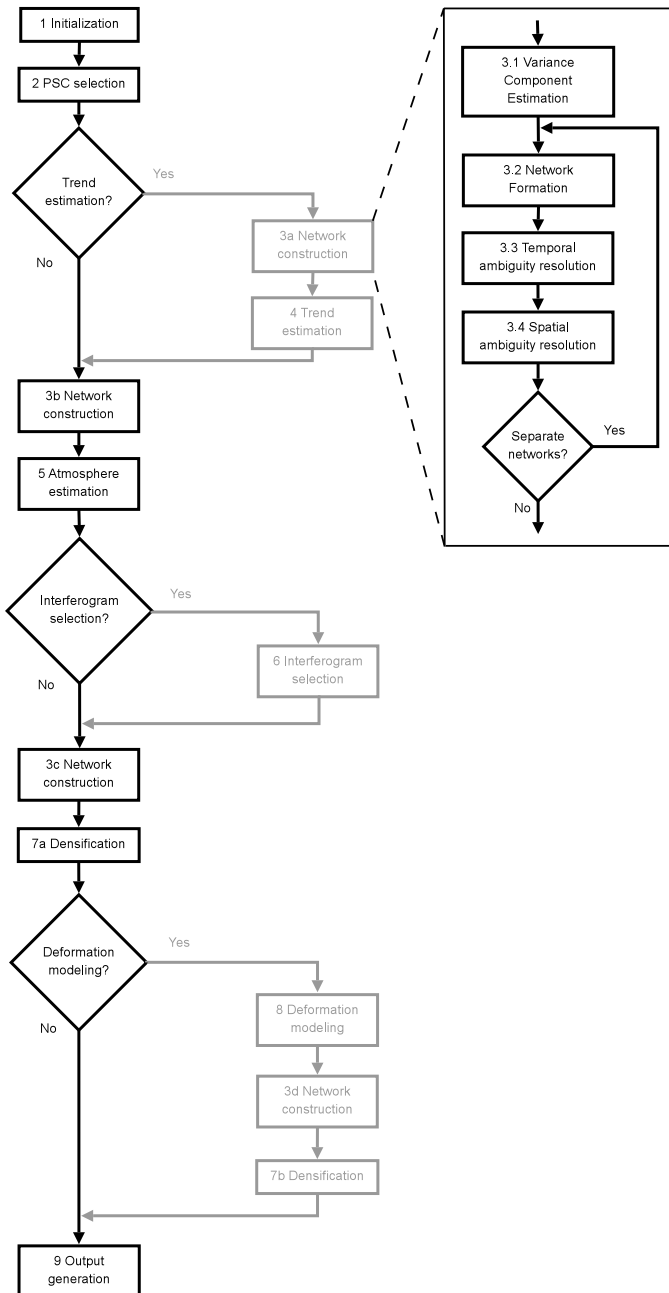 1 Initialization
2 PSC selection
Trend
estimation?
Yes
No
3a Network
construction
4 Trend
estimation
3b Network
construction
5 Atmosphere
estimation
Interferogram
selection?
Yes
No
6 Interferogram
selection
3c Network
construction
7a Densification
Deformation
modeling?
Yes
No
8 Deformation
modeling
3d Network
construction
7b Densification
9 Output
generation
3.1 Variance
Component
Estimation
3.2 Network
Formation
3.3 Temporal
ambiguity resolution
3.4 Spatial
ambiguity resolution
Separate
networks?
Yes
No